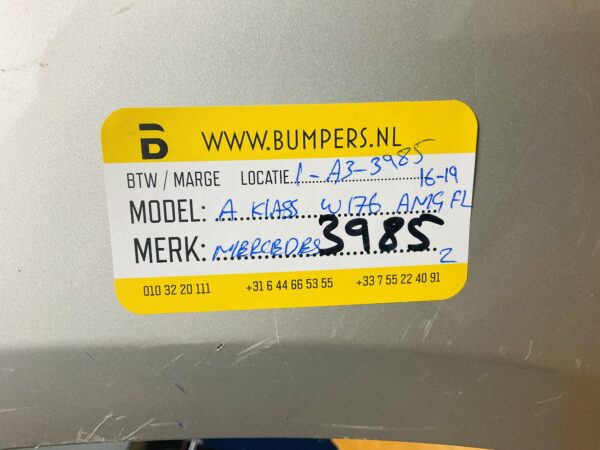 B WWW.BUMPERS.NL
BTW / MARGE LOCATIE 1-A3-3985
16-19
MODEL: A KlASS W176 AMG FL
MERK: MERCEDES 3985 2
010 32 20 111 +31 6 44 66 53 55 +33 7 55 22 40 91